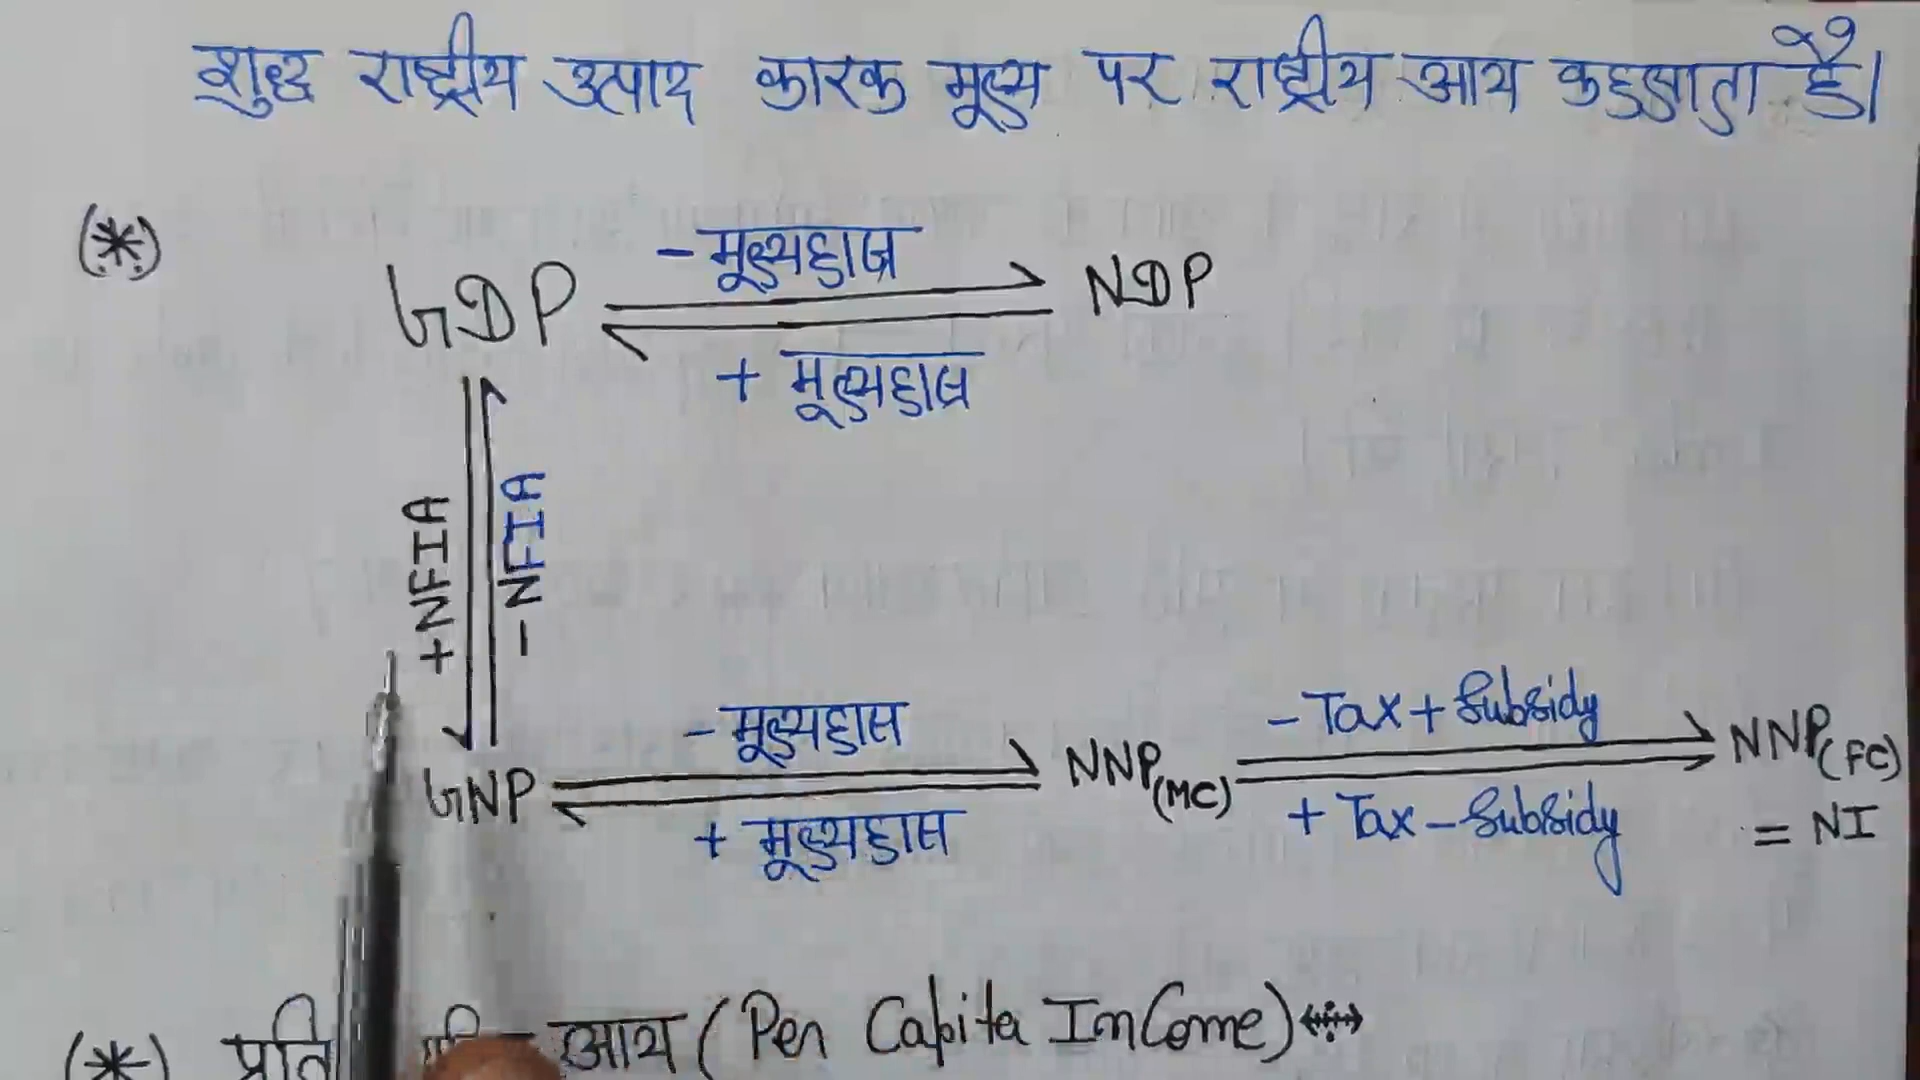 शुद्ध राष्ट्रीय उत्पाद कारक मूल्य पर राष्ट्रीय आय कहलाता है।
(*)
GDP - मूल्यह्रास NDP
+ मूल्यह्रास
+NFIA
-NFIA
- मूल्यह्रास
GNP NNP(MC) - Tax + Subsidy NNP(FC)
+ मूल्यह्रास + Tax - Subsidy = NI
(*) प्रति आय (Per Capita InCome)